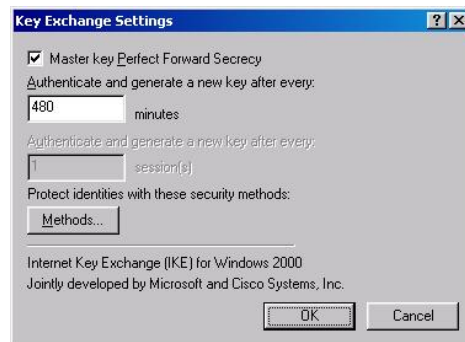 Key Exchange Settings
Master key Perfect Forward Secrecy
Authenticate and generate a new key after every:
480 minutes
Authenticate and generate a new key after every:
1 session(s)
Protect identities with these security methods:
Methods...
Internet Key Exchange (IKE) for Windows 2000
Jointly developed by Microsoft and Cisco Systems, Inc.
OK Cancel